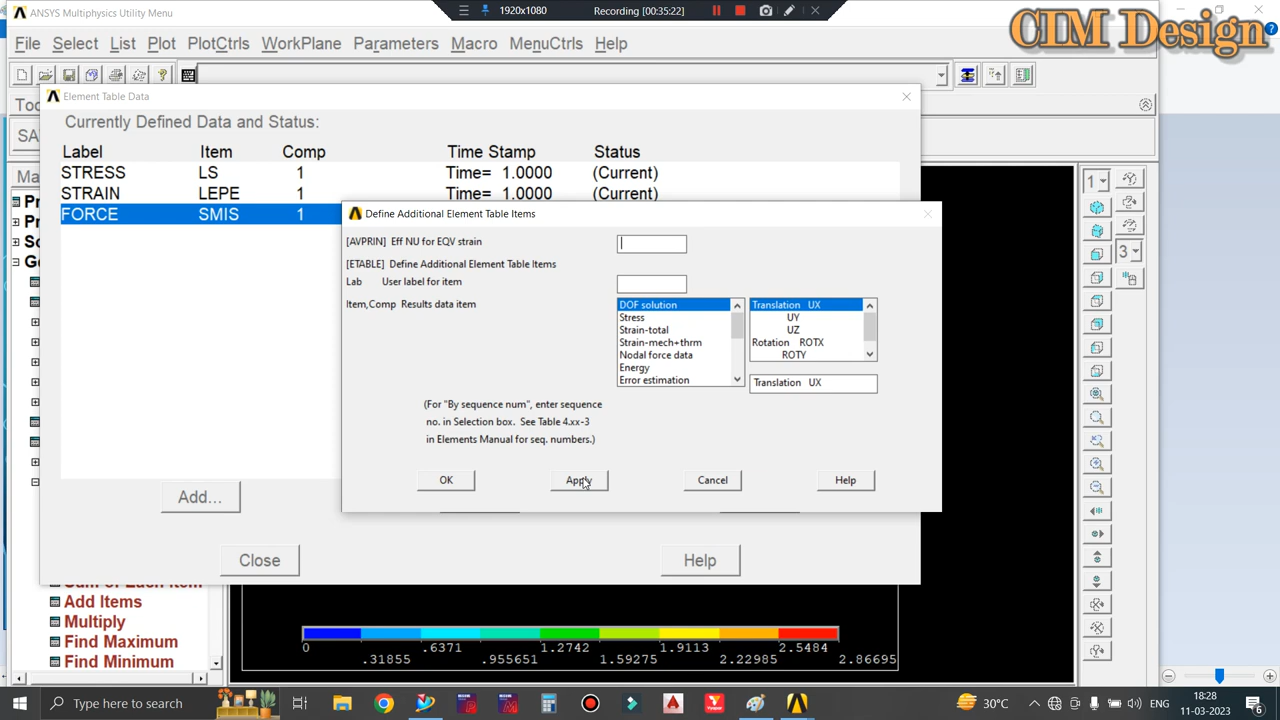 ANSYS Multiphysics Utility Menu
1920x1080
Recording [00:35:22]
CIM Design
File Select List Plot PlotCtrls WorkPlane Parameters Macro MenuCtrls Help
Element Table Data
Currently Defined Data and Status:
Label Item Comp Time Stamp Status
STRESS LS 1 Time= 1.0000 (Current)
STRAIN LEPE 1 Time= 1.0000 (Current)
FORCE SMIS 1
Define Additional Element Table Items
[AVPRIN] Eff NU for EQV strain
[ETABLE] Define Additional Element Table Items
Lab User label for item
Item,Comp Results data item
DOF solution
Stress
Strain-total
Strain-mech+thrm
Nodal force data
Energy
Error estimation
Translation UX
UY
UZ
Rotation ROTX
ROTY
Translation UX
(For "By sequence num", enter sequence
no. in Selection box. See Table 4.xx-3
in Elements Manual for seq. numbers.)
OK Apply Cancel Help
Add...
Close Help
1
3
Add Items
Multiply
Find Maximum
Find Minimum
0 .6371 1.2742 1.9113 2.5484
.31855 .955651 1.59275 2.22985 2.86695
Type here to search
30°C
ENG
18:28
11-03-2023
6